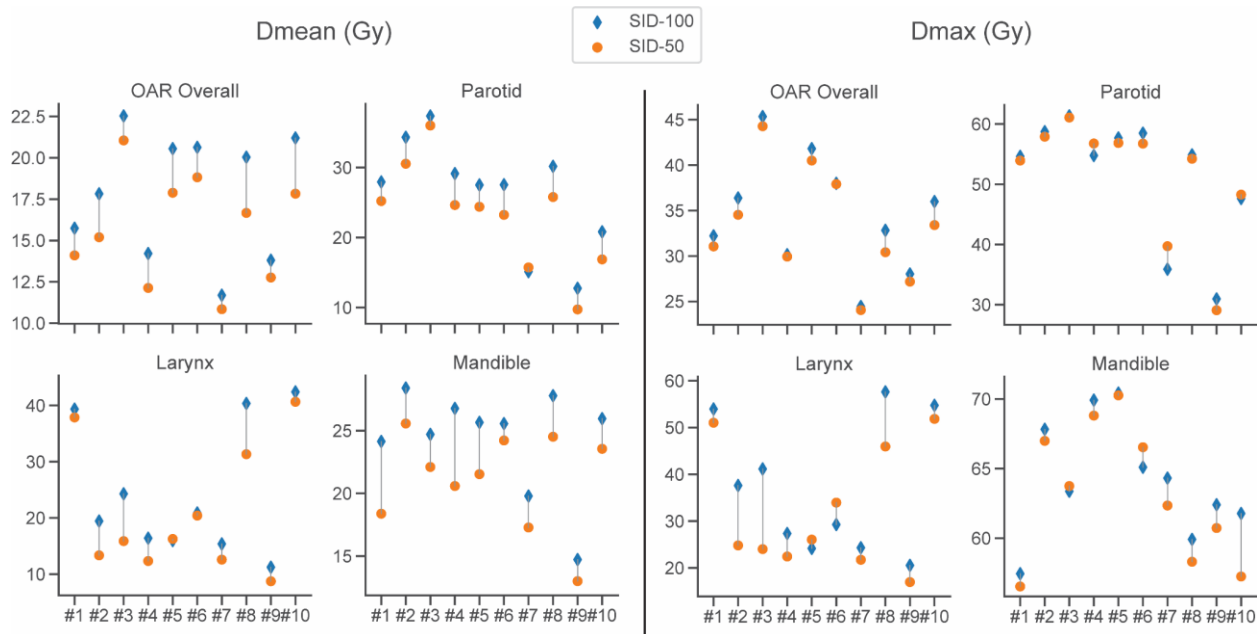 Dmean (Gy)
SID-100
SID-50
Dmax (Gy)
OAR Overall
Parotid
OAR Overall
Parotid
22.5
20.0
17.5
15.0
12.5
10.0
30
20
10
45
40
35
30
25
60
50
40
30
Larynx
Mandible
Larynx
Mandible
40
30
20
10
25
20
15
60
50
40
30
20
70
65
60
#1 #2 #3 #4 #5 #6 #7 #8 #9 #10
#1 #2 #3 #4 #5 #6 #7 #8 #9 #10
#1 #2 #3 #4 #5 #6 #7 #8 #9 #10
#1 #2 #3 #4 #5 #6 #7 #8 #9 #10